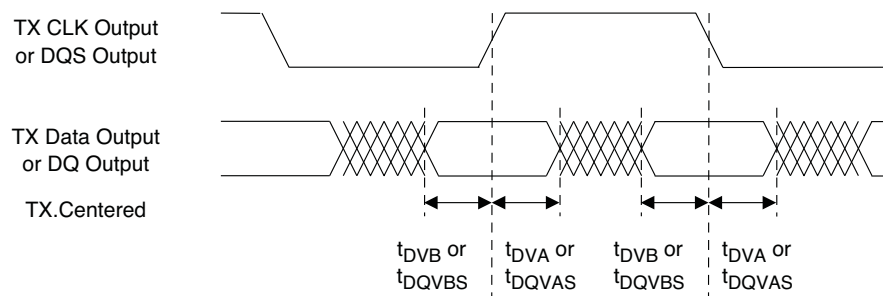 TX CLK Output
or DQS Output
TX Data Output
or DQ Output
TX.Centered
tDVB or
tDQVBS
tDVA or
tDQVAS
tDVB or
tDQVBS
tDVA or
tDQVAS